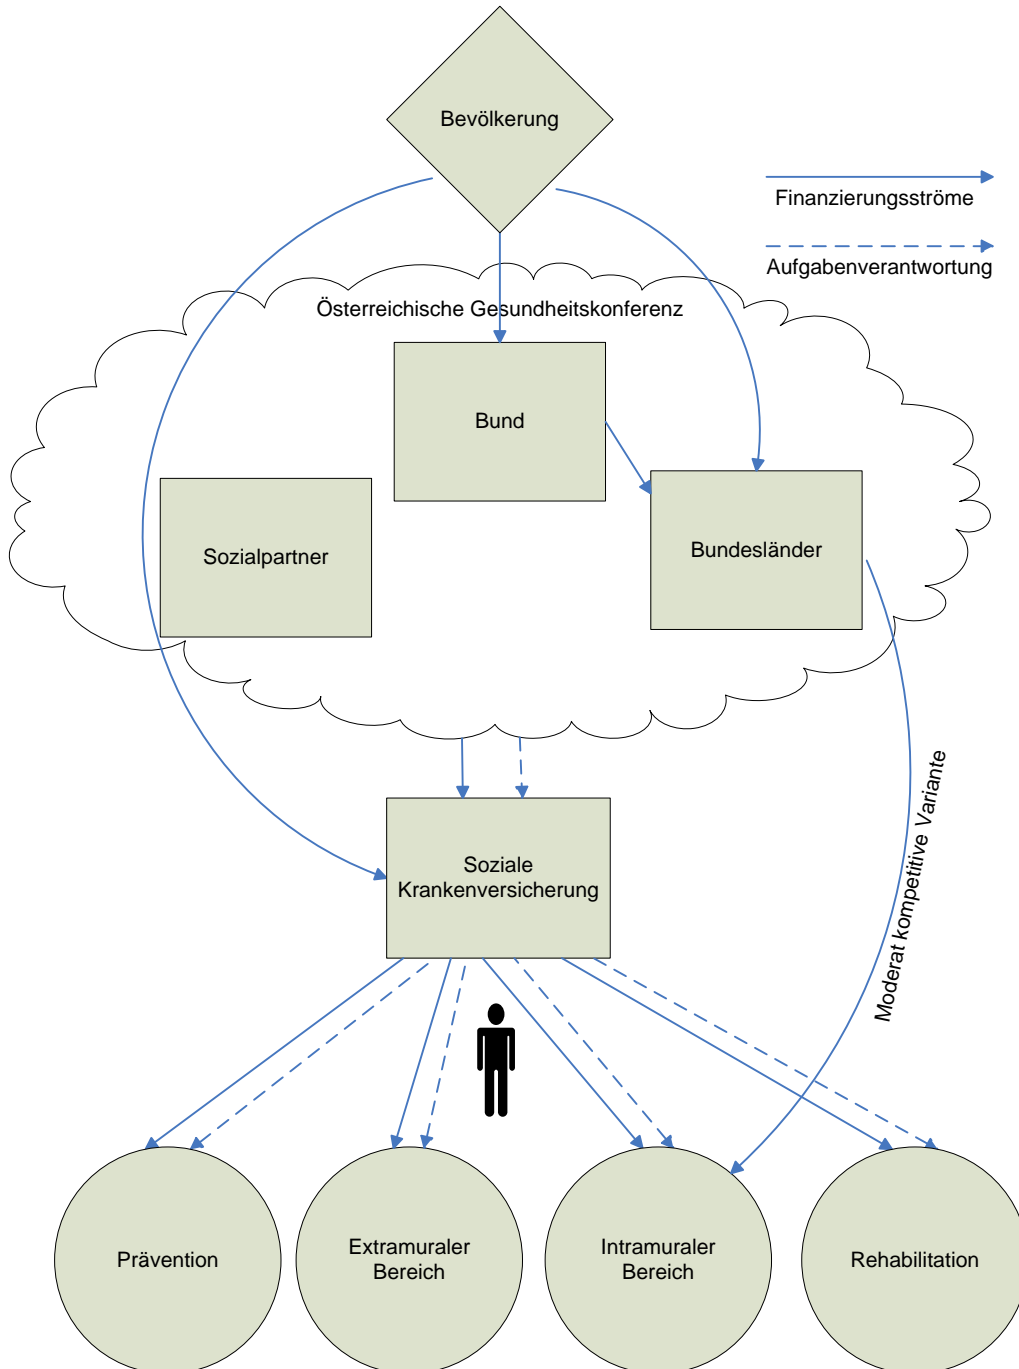 Bevölkerung
Finanzierungsströme
Aufgabenverantwortung
Österreichische Gesundheitskonferenz
Bund
Sozialpartner
Bundesländer
Soziale
Krankenversicherung
Moderat kompetitive Variante
Prävention
Extramuraler
Bereich
Intramuraler
Bereich
Rehabilitation